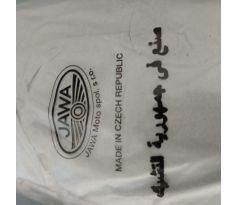 JAWA
JAWA Moto spol. s r.o.
MADE IN CZECH REPUBLIC
صنع في جمهورية التشيك